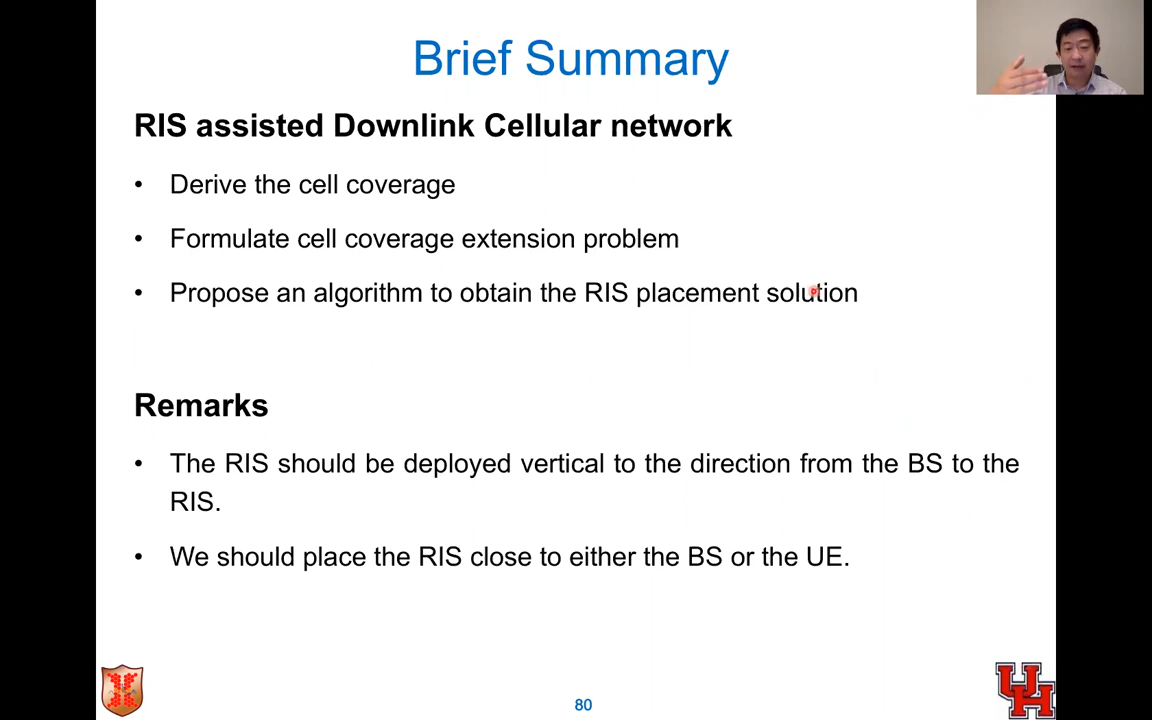 Brief Summary
RIS assisted Downlink Cellular network
• Derive the cell coverage
• Formulate cell coverage extension problem
• Propose an algorithm to obtain the RIS placement solution
Remarks
• The RIS should be deployed vertical to the direction from the BS to the
RIS.
• We should place the RIS close to either the BS or the UE.
80
UH